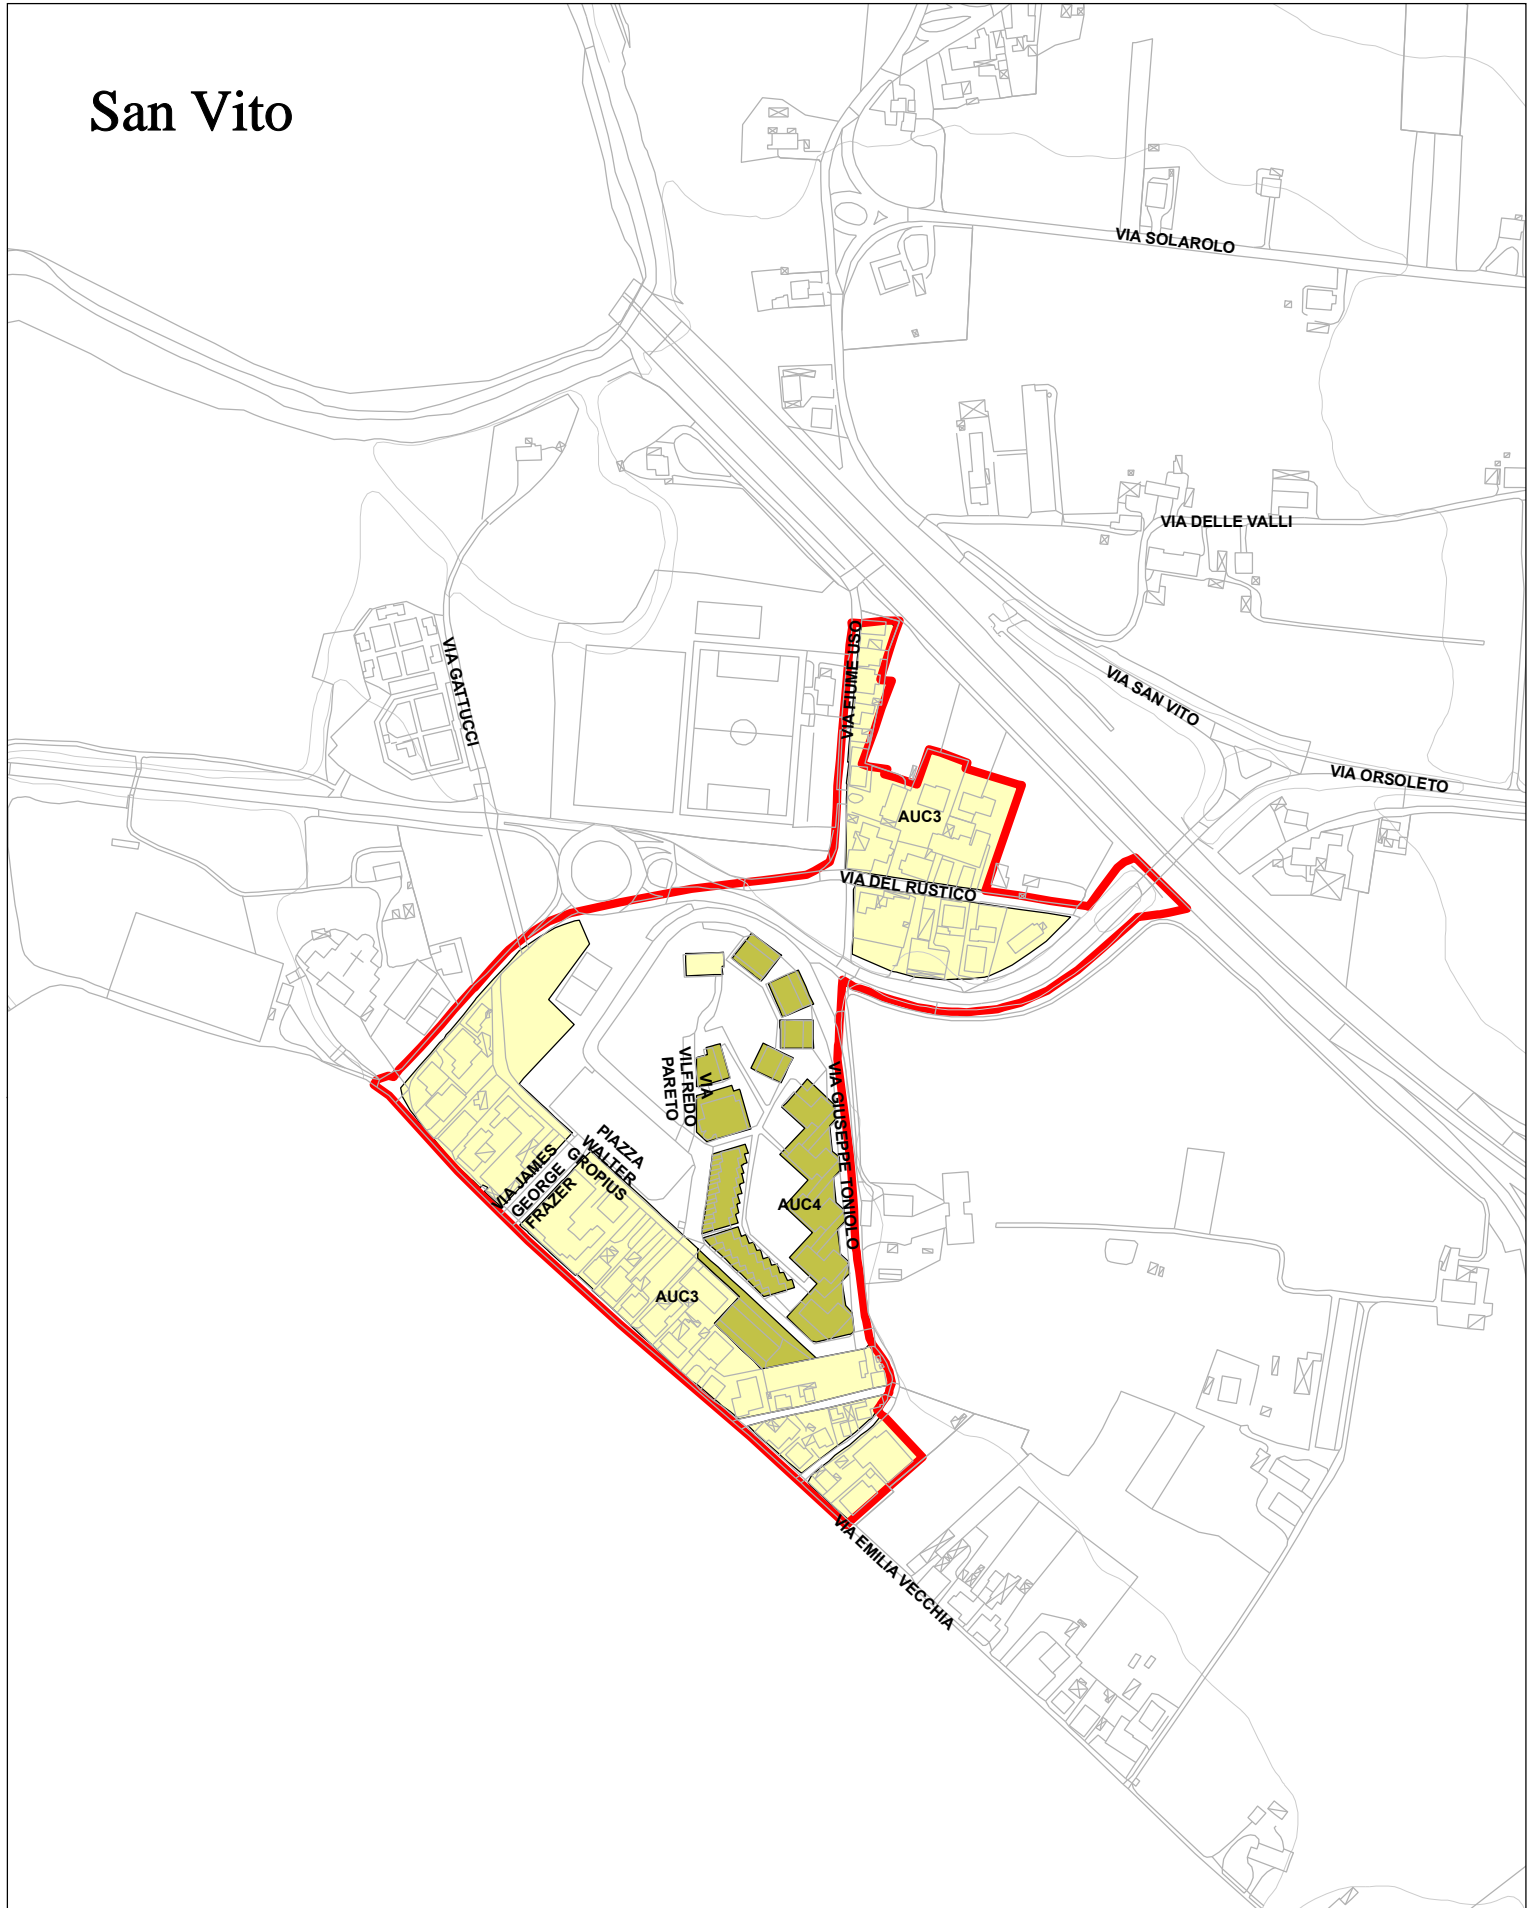 San Vito
VIA SOLAROLO
VIA DELLE VALLI
VIA FIUME USO
VIA GATTUCCI
VIA SAN VITO
VIA ORSOLETO
AUC3
VIA DEL RUSTICO
VIA
VILFREDO
PARETO
VIA GIUSEPPE TONIOLO
PIAZZA
WALTER
GROPIUS
VIA JAMES
GEORGE
FRAZER
AUC4
AUC3
VIA EMILIA VECCHIA